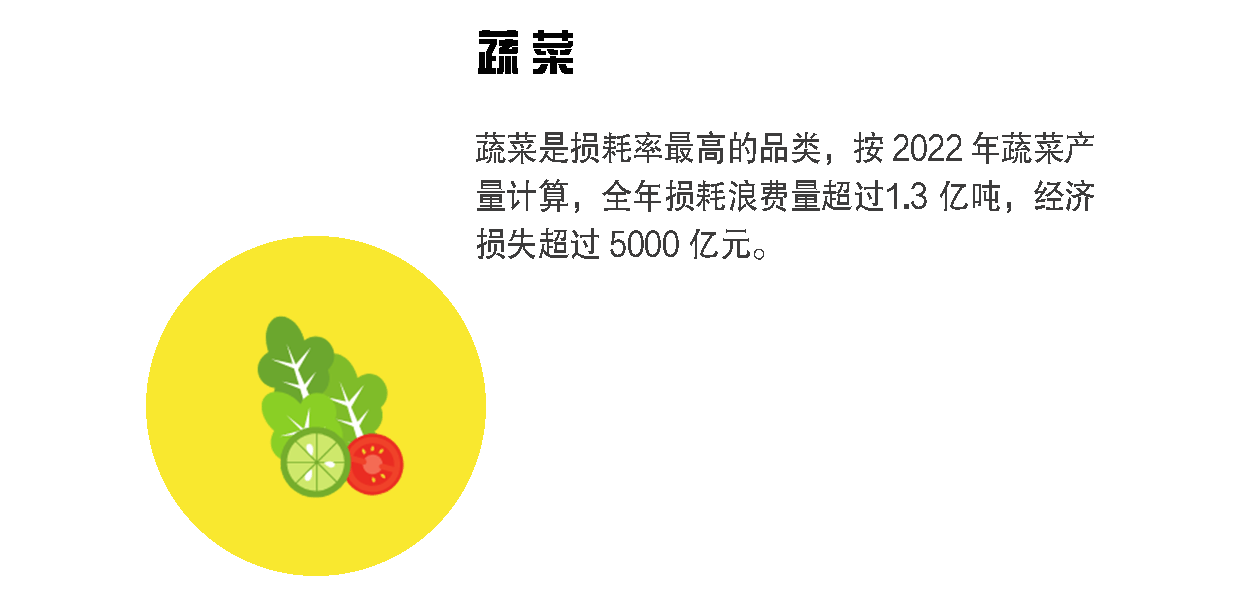 蔬菜
蔬菜是损耗率最高的品类，按 2022 年蔬菜产
量计算，全年损耗浪费量超过1.3 亿吨，经济
损失超过 5000 亿元。